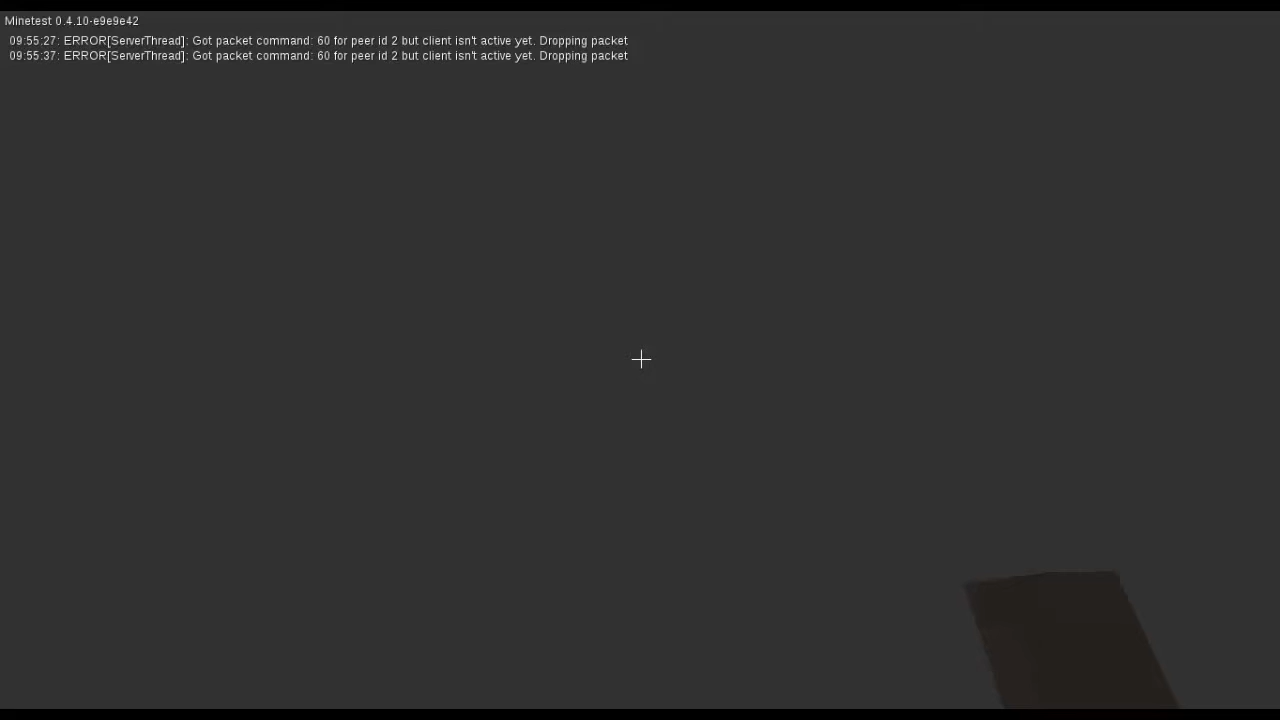 Minetest 0.4.10-e9e9e42
09:55:27: ERROR[ServerThread]: Got packet command: 60 for peer id 2 but client isn't active yet. Dropping packet
09:55:37: ERROR[ServerThread]: Got packet command: 60 for peer id 2 but client isn't active yet. Dropping packet